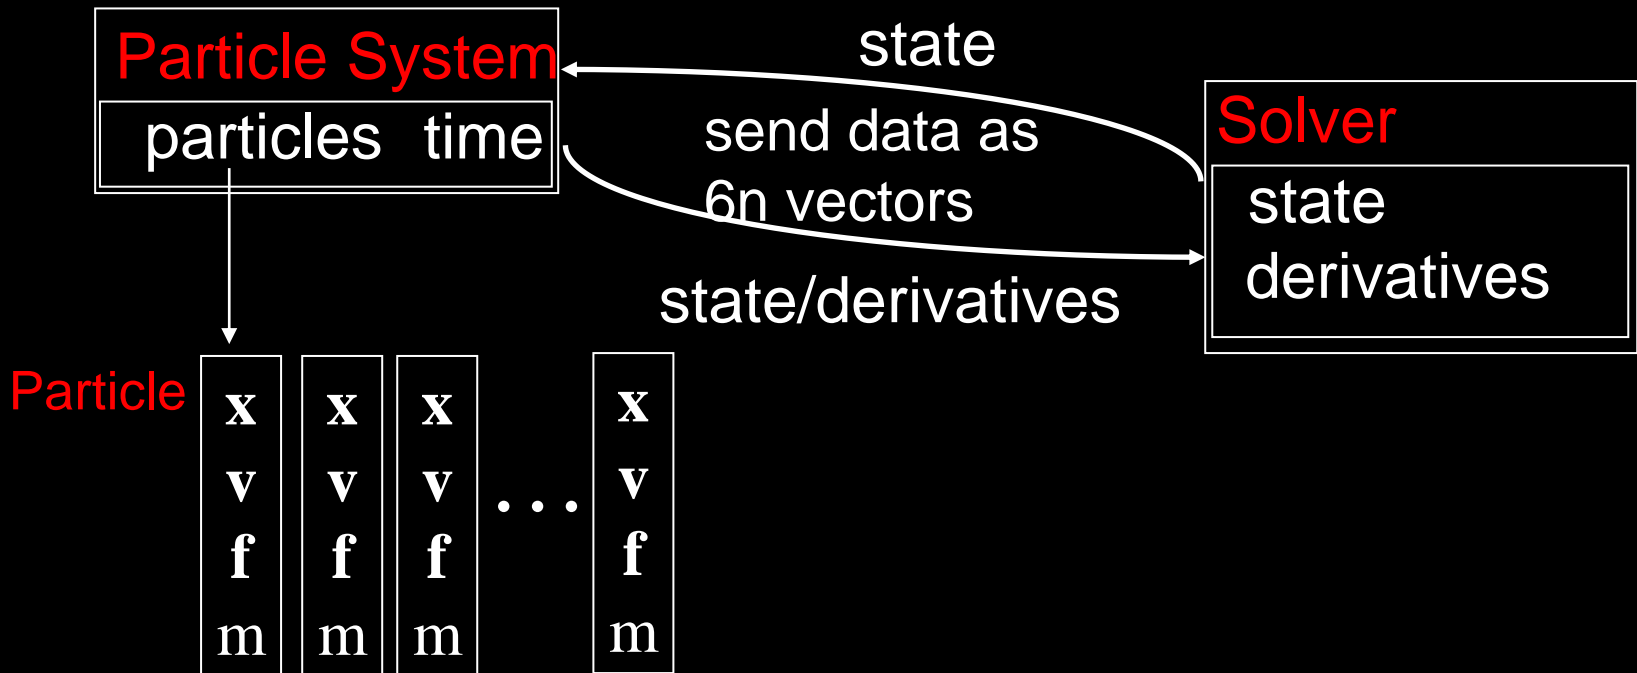 Particle System
particles time
state
send data as
6n vectors
state/derivatives
Solver
state
derivatives
Particle
x x x x
v v v ... v
f f f f
m m m m